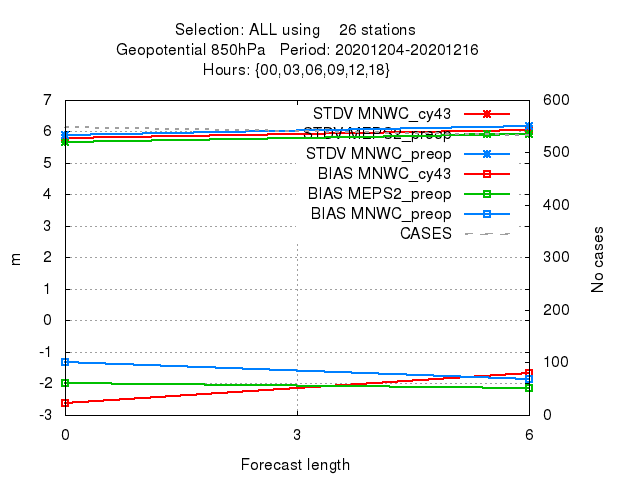 Selection: ALL using 26 stations
Geopotential 850hPa Period: 20201204-20201216
Hours: {00,03,06,09,12,18}
7
6
5
4
3
2
1
0
-1
-2
-3
m
600
500
400
300
200
100
0
No cases
STDV MNWC_cy43
STDV MEPS2_preop
STDV MNWC_preop
BIAS MNWC_cy43
BIAS MEPS2_preop
BIAS MNWC_preop
CASES
0 3 6
Forecast length